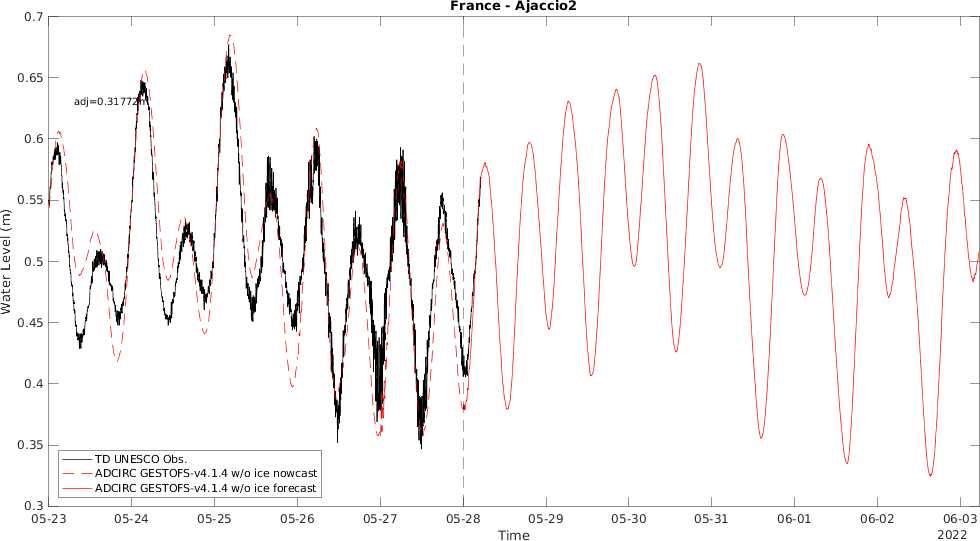 France - Ajaccio2
0.7
0.65
0.6
0.55
0.5
0.45
0.4
0.35
0.3
Water Level (m)
adj=0.31772m
TD UNESCO Obs.
ADCIRC GESTOFS-v4.1.4 w/o ice nowcast
ADCIRC GESTOFS-v4.1.4 w/o ice forecast
05-23 05-24 05-25 05-26 05-27 05-28 05-29 05-30 05-31 06-01 06-02 06-03
Time
2022